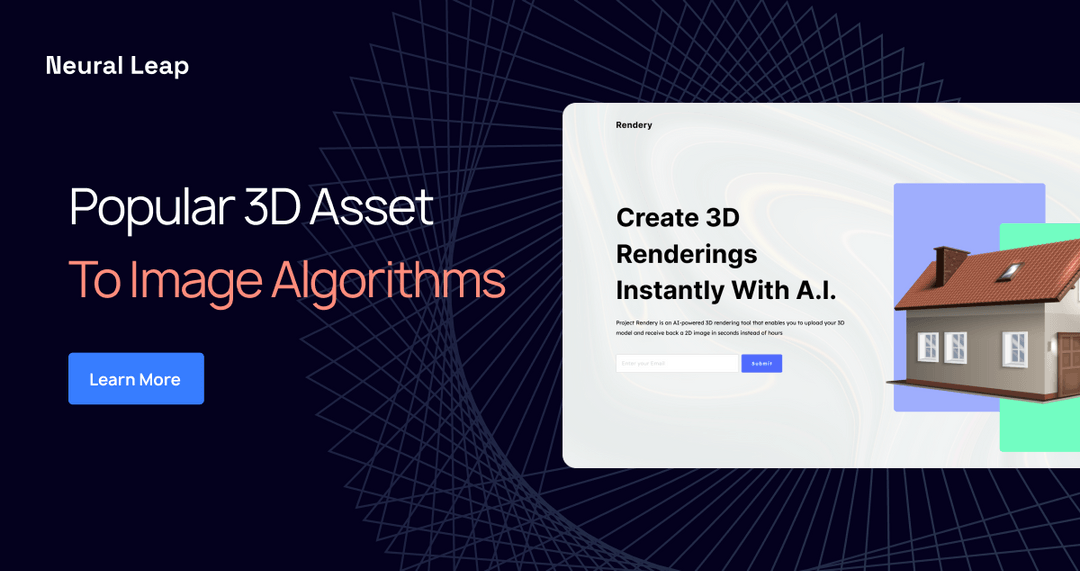 Neural Leap
Popular 3D Asset
To Image Algorithms
Learn More
Rendery
Create 3D
Renderings
Instantly With A.I.
Project Rendery is an AI-powered 3D rendering tool that enables you to upload your 3D
model and receive back a 2D image in seconds instead of hours
Enter your Email
Submit